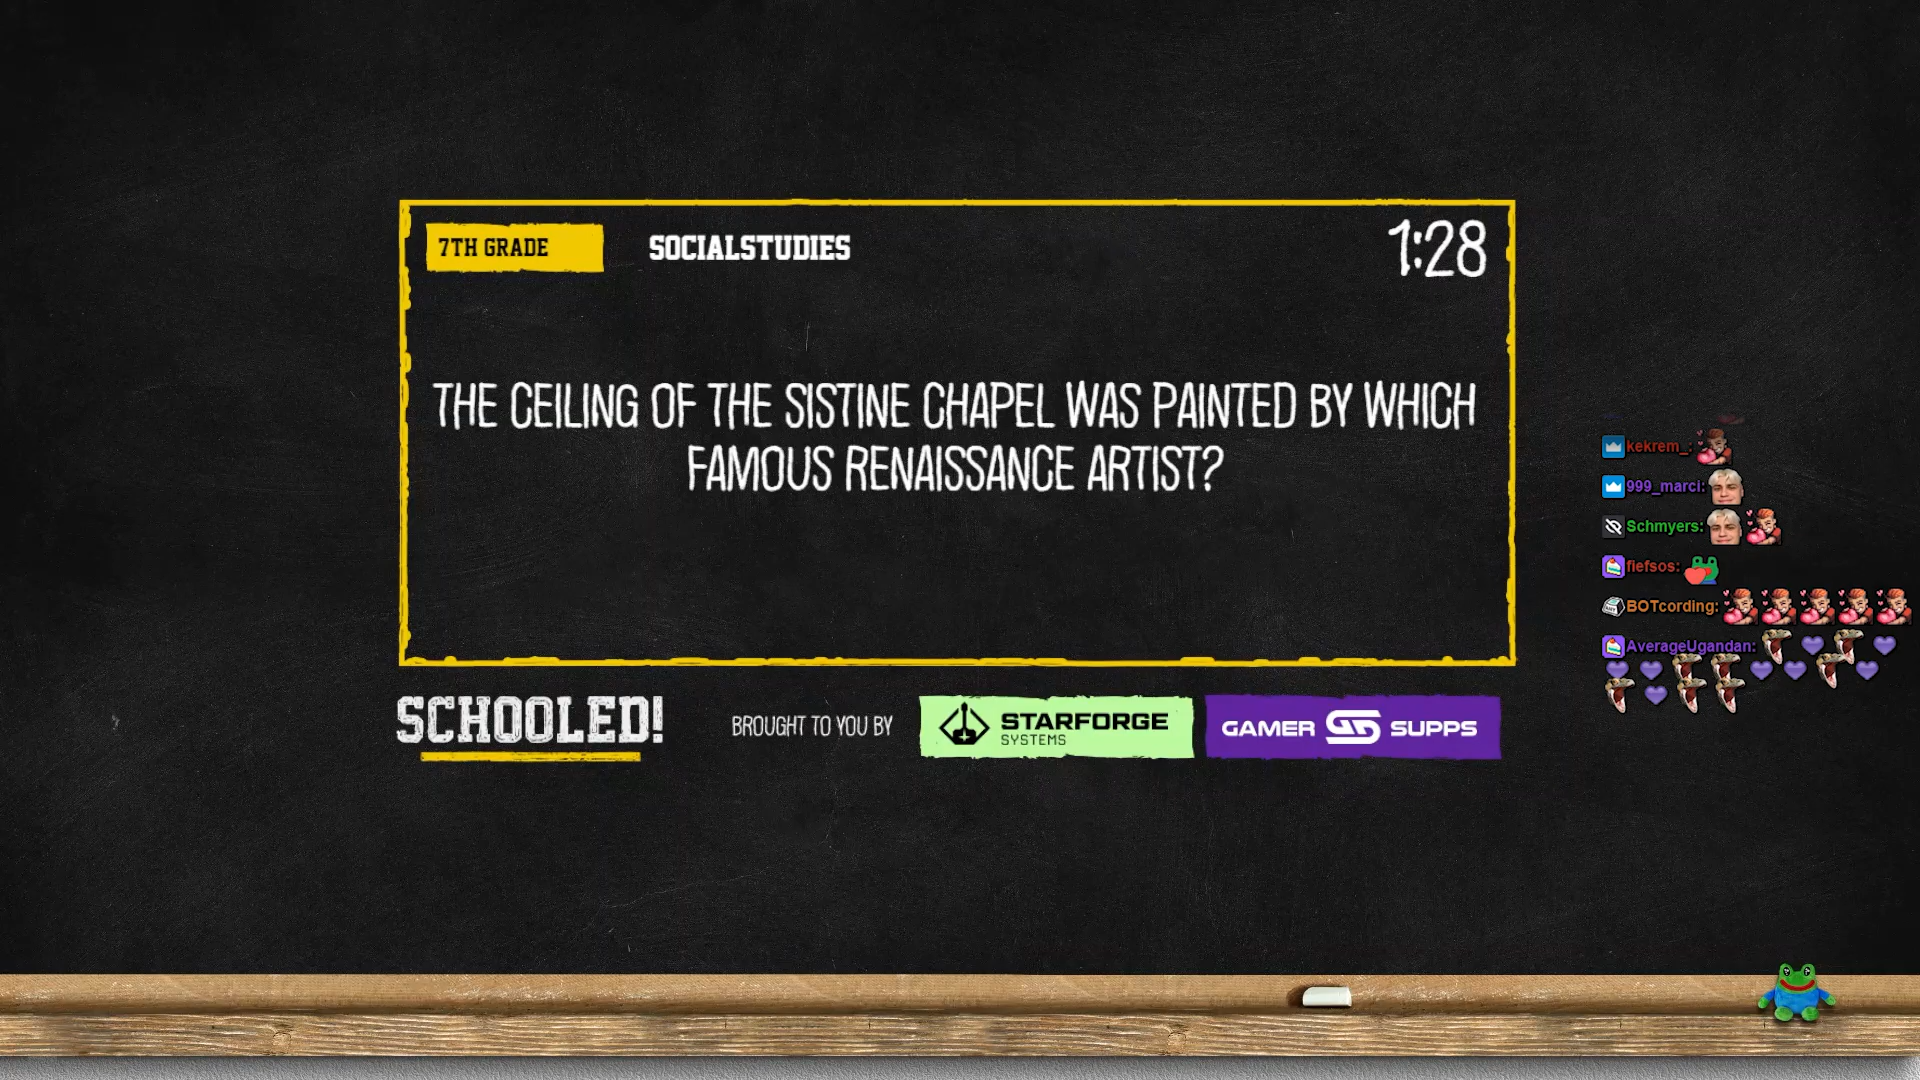 7TH GRADE
SOCIALSTUDIES
1:28
THE CEILING OF THE SISTINE CHAPEL WAS PAINTED BY WHICH
FAMOUS RENAISSANCE ARTIST?
SCHOOLED!
BROUGHT TO YOU BY
STARFORGE
SYSTEMS
GAMER SUPPS
kekrem_:
999_marci:
Schmyers:
fiefsos:
BOTcording:
AverageUgandan: